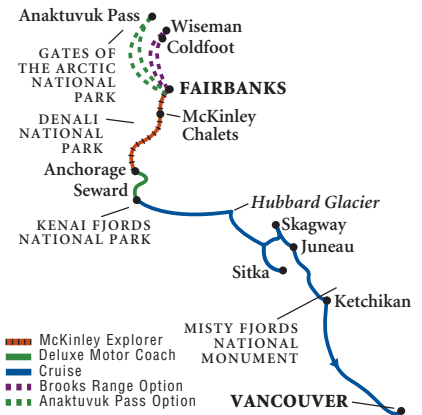 Anaktuvuk Pass
Wiseman
Coldfoot
GATES OF
THE ARCTIC
NATIONAL
PARK
FAIRBANKS
DENALI
NATIONAL
PARK
McKinley
Chalets
Anchorage
Seward
KENAI FJORDS
NATIONAL PARK
Hubbard Glacier
Skagway
Juneau
Sitka
Ketchikan
MISTY FJORDS
NATIONAL
MONUMENT
McKinley Explorer
Deluxe Motor Coach
Cruise
Brooks Range Option
Anaktuvuk Pass Option
VANCOUVER